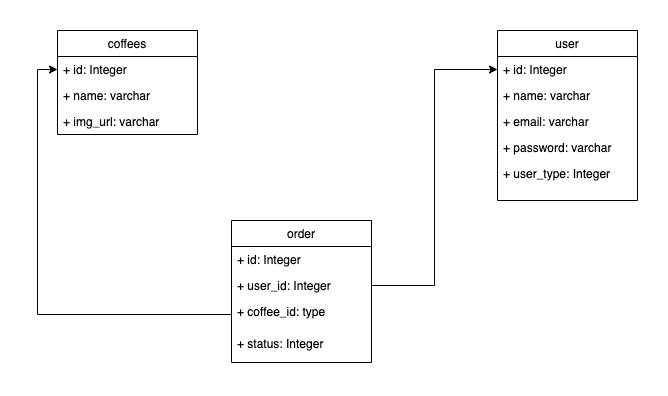 coffees
+ id: Integer
+ name: varchar
+ img_url: varchar
user
+ id: Integer
+ name: varchar
+ email: varchar
+ password: varchar
+ user_type: Integer
order
+ id: Integer
+ user_id: Integer
+ coffee_id: type
+ status: Integer